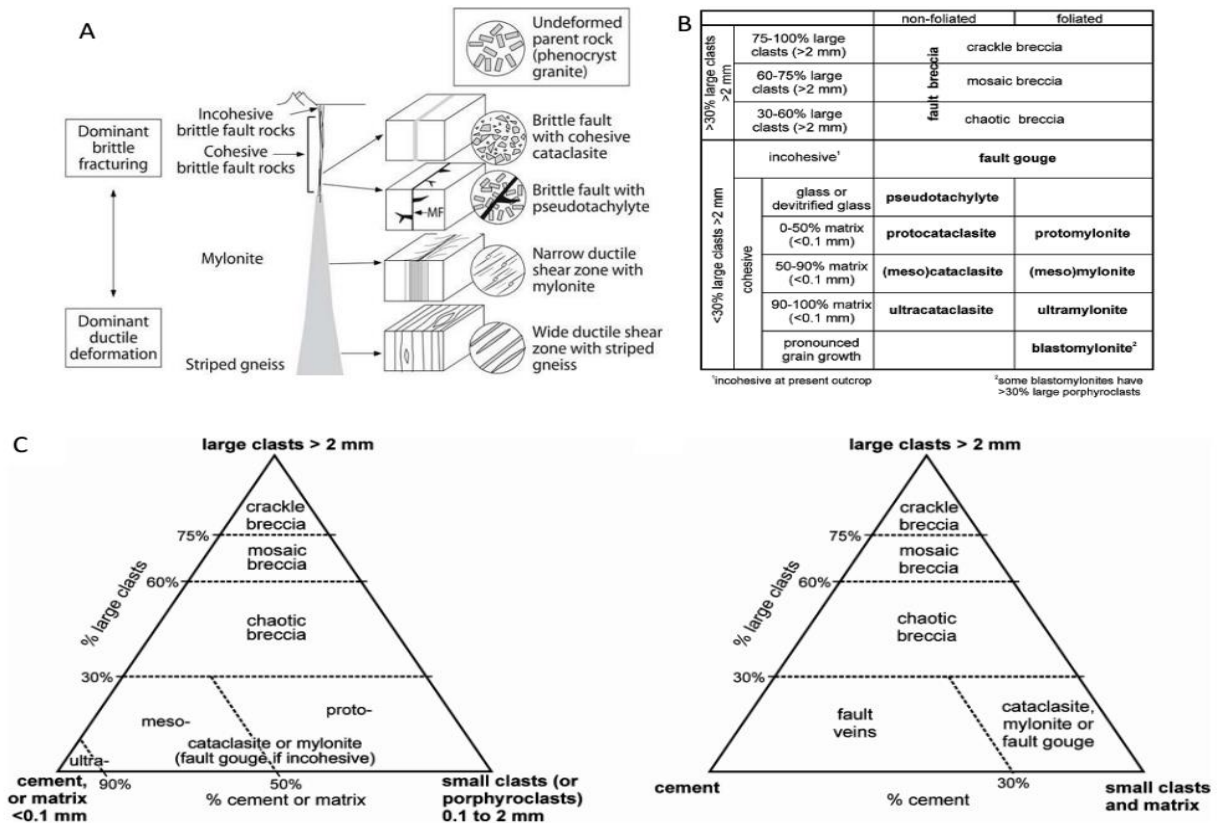 A
Undeformed
parent rock
(phenocryst
granite)
Incohesive
brittle fault rocks
Cohesive
brittle fault rocks
Dominant
brittle
fracturing
Mylonite
Dominant
ductile
deformation
Striped gneiss
Brittle fault
with cohesive
cataclasite
MF
Brittle fault with
pseudotachylyte
Narrow ductile
shear zone with
mylonite
Wide ductile shear
zone with striped
gneiss
B
non-foliated foliated
>30% large clasts
>2 mm
75-100% large
clasts (>2 mm)
60-75% large
clasts (>2 mm)
30-60% large
clasts (>2 mm)
fault breccia
crackle breccia
mosaic breccia
chaotic breccia
<30% large clasts >2 mm
incohesive¹ fault gouge
cohesive
glass or
devitrified glass
pseudotachylyte
0-50% matrix
(<0.1 mm)
protocataclasite protomylonite
50-90% matrix
(<0.1 mm)
(meso)cataclasite (meso)mylonite
90-100% matrix
(<0.1 mm)
ultracataclasite ultramylonite
pronounced
grain growth
blastomylonite²
¹incohesive at present outcrop
²some blastomylonites have
>30% large porphyroclasts
C
large clasts > 2 mm
crackle
breccia
75%
mosaic
breccia
60%
% large clasts
chaotic
breccia
30%
meso-
proto-
cataclasite or mylonite
(fault gouge if incohesive)
ultra-
90%
50%
cement,
or matrix
<0.1 mm
% cement or matrix
small clasts (or
porphyroclasts)
0.1 to 2 mm
large clasts > 2 mm
crackle
breccia
75%
mosaic
breccia
60%
% large clasts
chaotic
breccia
30%
fault
veins
cataclasite,
mylonite or
fault gouge
cement
% cement
30%
small clasts
and matrix